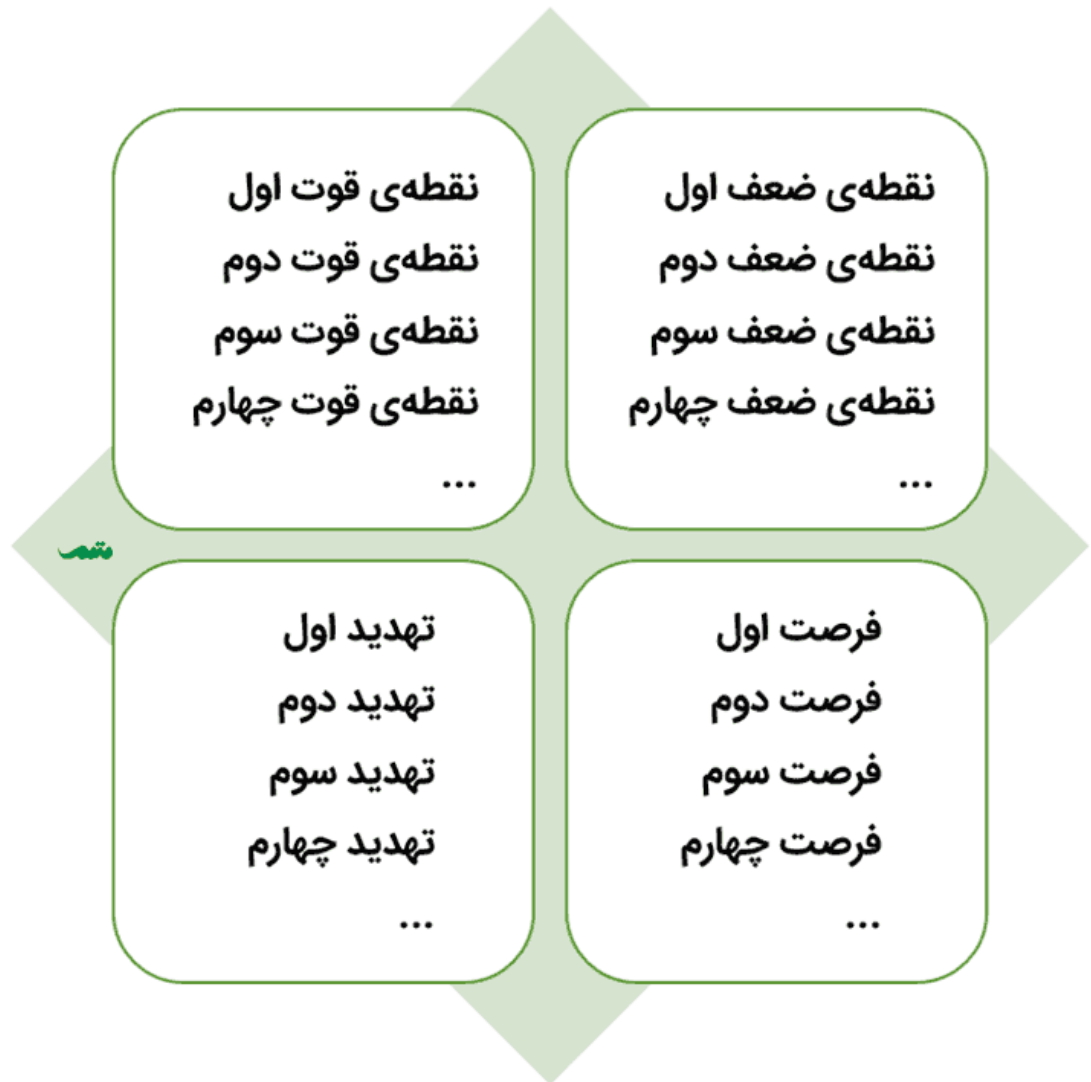 نقطه‌ی ضعف اول
نقطه‌ی ضعف دوم
نقطه‌ی ضعف سوم
نقطه‌ی ضعف چهارم
...
نقطه‌ی قوت اول
نقطه‌ی قوت دوم
نقطه‌ی قوت سوم
نقطه‌ی قوت چهارم
...
فرصت اول
فرصت دوم
فرصت سوم
فرصت چهارم
...
تهدید اول
تهدید دوم
تهدید سوم
تهدید چهارم
...